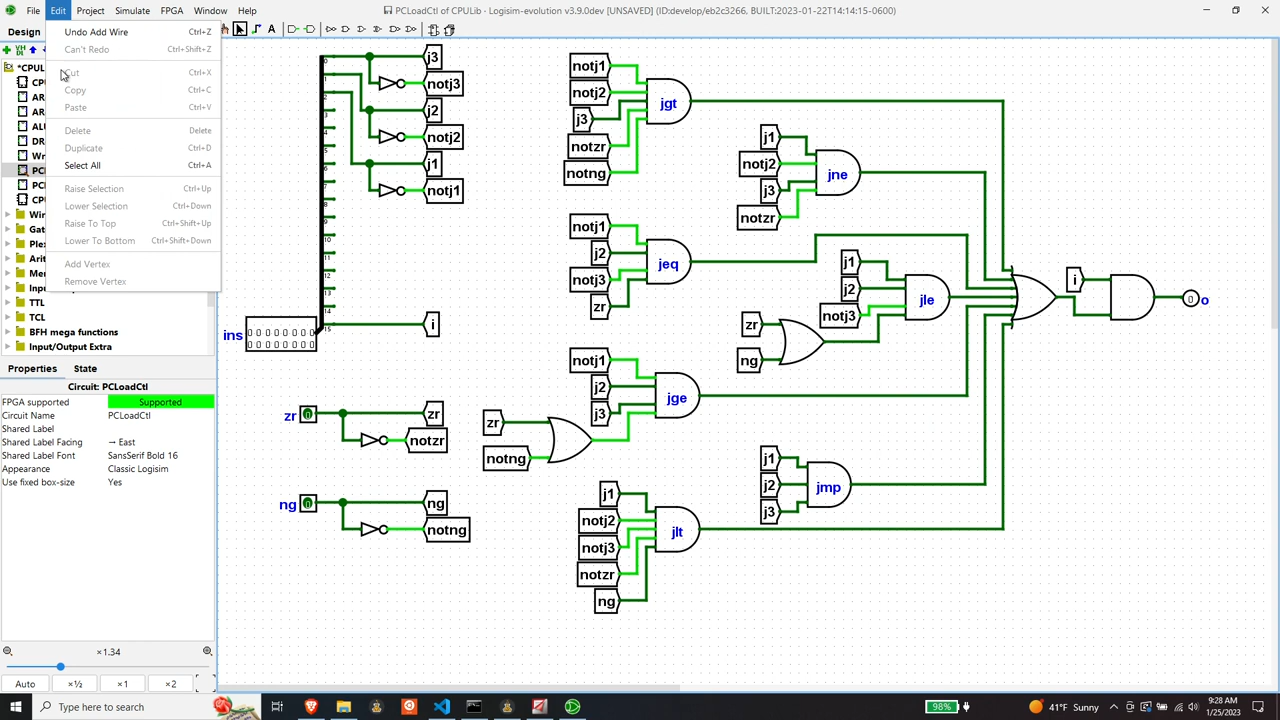 File Edit Project Simulate FPGA Window Help
PCLoadCtl of CPULib - Logisim-evolution v3.9.0dev [UNSAVED] (ID:develop/eb2c3266, BUILT:2023-01-22T14:14:15-0600)
Design
Undo Add Wire Ctrl+Z
Can't Redo Ctrl+Shift+Z
Cut Ctrl+X
Copy Ctrl+C
Paste Ctrl+V
Delete Delete
Duplicate Ctrl+D
Select All Ctrl+A
Raise Selection Ctrl+Up
Lower Selection Ctrl+Down
Raise To Top Ctrl+Shift+Up
Lower To Bottom Ctrl+Shift+Down
Add Vertex
Remove Vertex
TTL
TCL
BFH mega functions
Input/Output Extra
Properties State
Circuit: PCLoadCtl
FPGA supported Supported
Circuit Name PCLoadCtl
Shared Label
Shared Label Facing → East
Shared Label Font SansSerif Bold 16
Appearance Classic Logisim
Use fixed box-size Yes
×1.34
Auto ×½ ×1 ×2
j3
notj3
j2
notj2
j1
notj1
i
ins
zr
zr
notzr
ng
ng
notng
notj1
notj2
j3
notzr
notng
jgt
j1
notj2
j3
notzr
jne
notj1
j2
notj3
zr
jeq
j1
j2
notj3
jle
zr
ng
i
o
notj1
j2
j3
jge
zr
notng
j1
j2
j3
jmp
j1
notj2
notj3
notzr
ng
jlt
Type here to search
98%
41°F Sunny
9:28 AM
1/25/2023